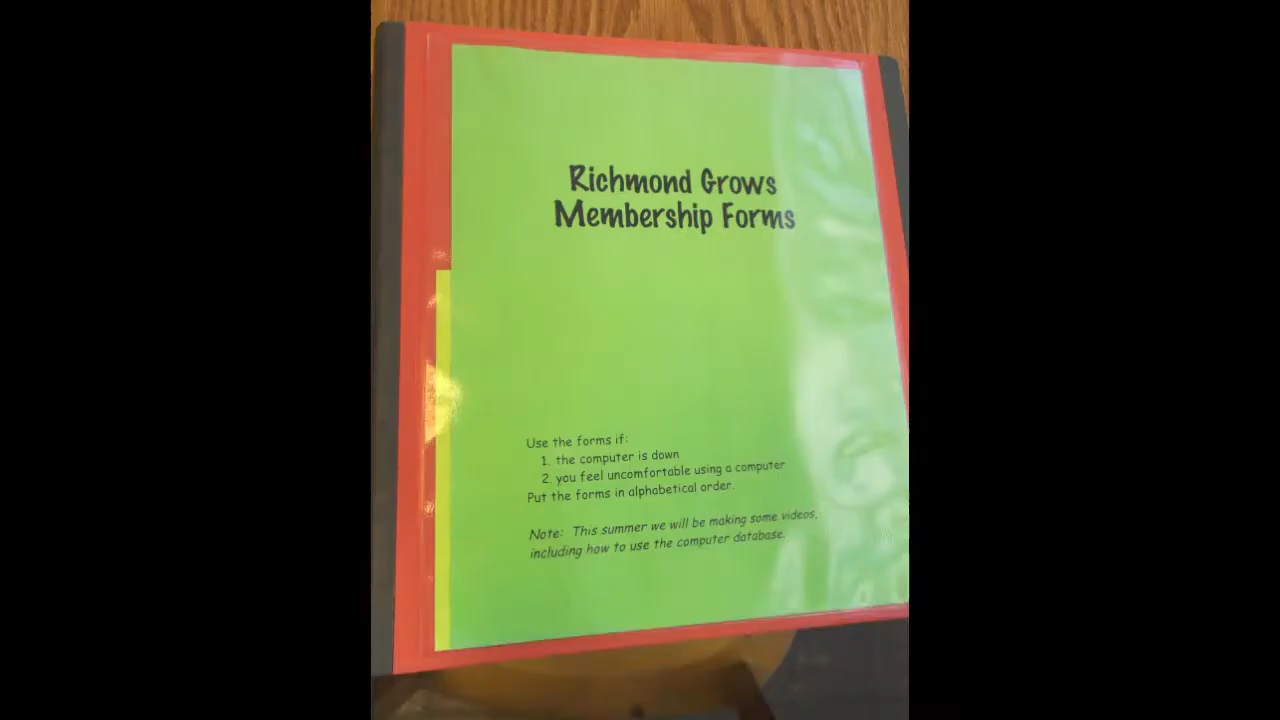 Richmond Grows
Membership Forms
Use the forms if:
1. the computer is down
2. you feel uncomfortable using a computer
Put the forms in alphabetical order.
Note: This summer we will be making some videos,
including how to use the computer database.